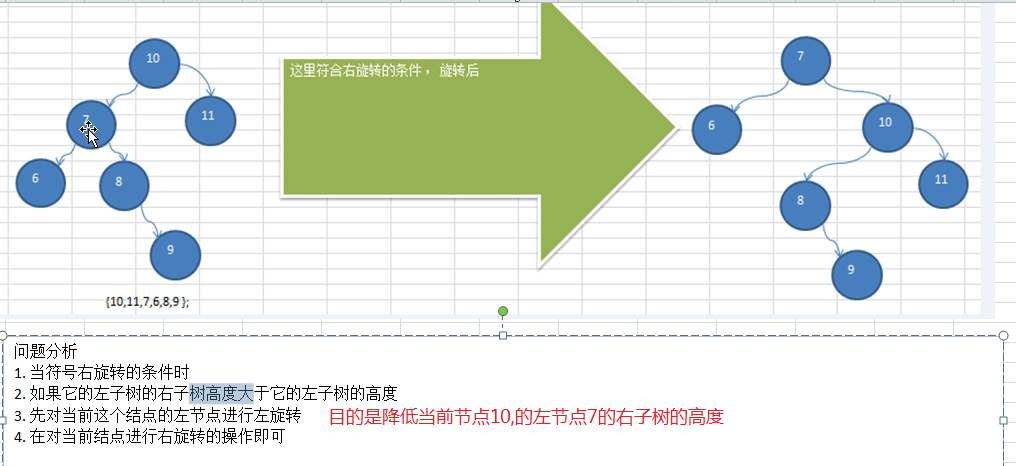 10
7
11
6
8
9
{10,11,7,6,8,9 };
这里符合右旋转的条件， 旋转后
7
6
10
11
8
9
问题分析
1. 当符号右旋转的条件时
2. 如果它的左子树的右子树高度大于它的左子树的高度
3. 先对当前这个结点的左节点进行左旋转 目的是降低当前节点10,的左节点7的右子树的高度
4. 在对当前结点进行右旋转的操作即可